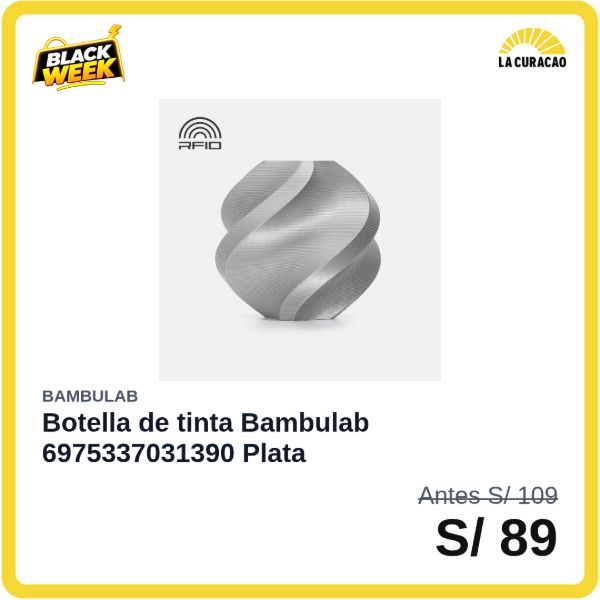 BLACK
WEEK
LA CURACAO
RFID
BAMBULAB
Botella de tinta Bambulab
6975337031390 Plata
Antes S/ 109
S/ 89